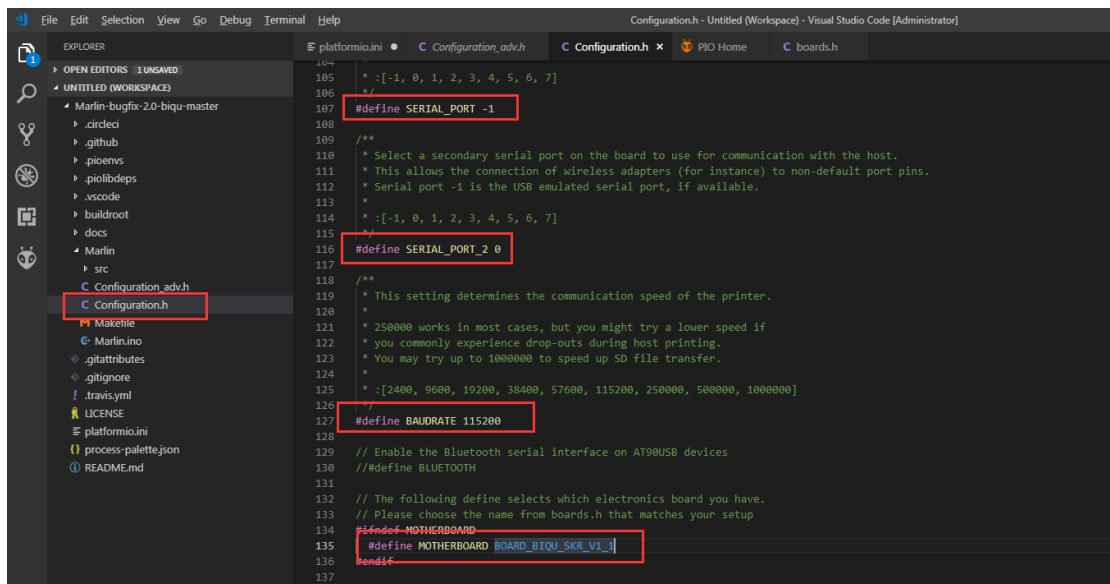 File Edit Selection View Go Debug Terminal Help
Configuration.h - Untitled (Workspace) - Visual Studio Code [Administrator]
EXPLORER
platformio.ini
Configuration_adv.h
Configuration.h
PIO Home
boards.h
1
OPEN EDITORS 1 UNSAVED
UNTITLED (WORKSPACE)
Marlin-bugfix-2.0-biqu-master
.circleci
.github
.pioenvs
.piolibdeps
.vscode
buildroot
docs
Marlin
src
C Configuration_adv.h
C Configuration.h
M Makefile
Marlin.ino
.gitattributes
.gitignore
! .travis.yml
LICENSE
platformio.ini
{} process-palette.json
README.md
104 *
105 * :[-1, 0, 1, 2, 3, 4, 5, 6, 7]
106 */
107 #define SERIAL_PORT -1
108
109 /**
110 * Select a secondary serial port on the board to use for communication with the host.
111 * This allows the connection of wireless adapters (for instance) to non-default port pins.
112 * Serial port -1 is the USB emulated serial port, if available.
113 *
114 * :[-1, 0, 1, 2, 3, 4, 5, 6, 7]
115 */
116 #define SERIAL_PORT_2 0
117
118 /**
119 * This setting determines the communication speed of the printer.
120 *
121 * 250000 works in most cases, but you might try a lower speed if
122 * you commonly experience drop-outs during host printing.
123 * You may try up to 1000000 to speed up SD file transfer.
124 *
125 * :[2400, 9600, 19200, 38400, 57600, 115200, 250000, 500000, 1000000]
126 */
127 #define BAUDRATE 115200
128
129 // Enable the Bluetooth serial interface on AT90USB devices
130 //#define BLUETOOTH
131
132 // The following define selects which electronics board you have.
133 // Please choose the name from boards.h that matches your setup
134 #ifndef MOTHERBOARD
135 #define MOTHERBOARD BOARD_BIQU_SKR_V1_1
136 #endif
137